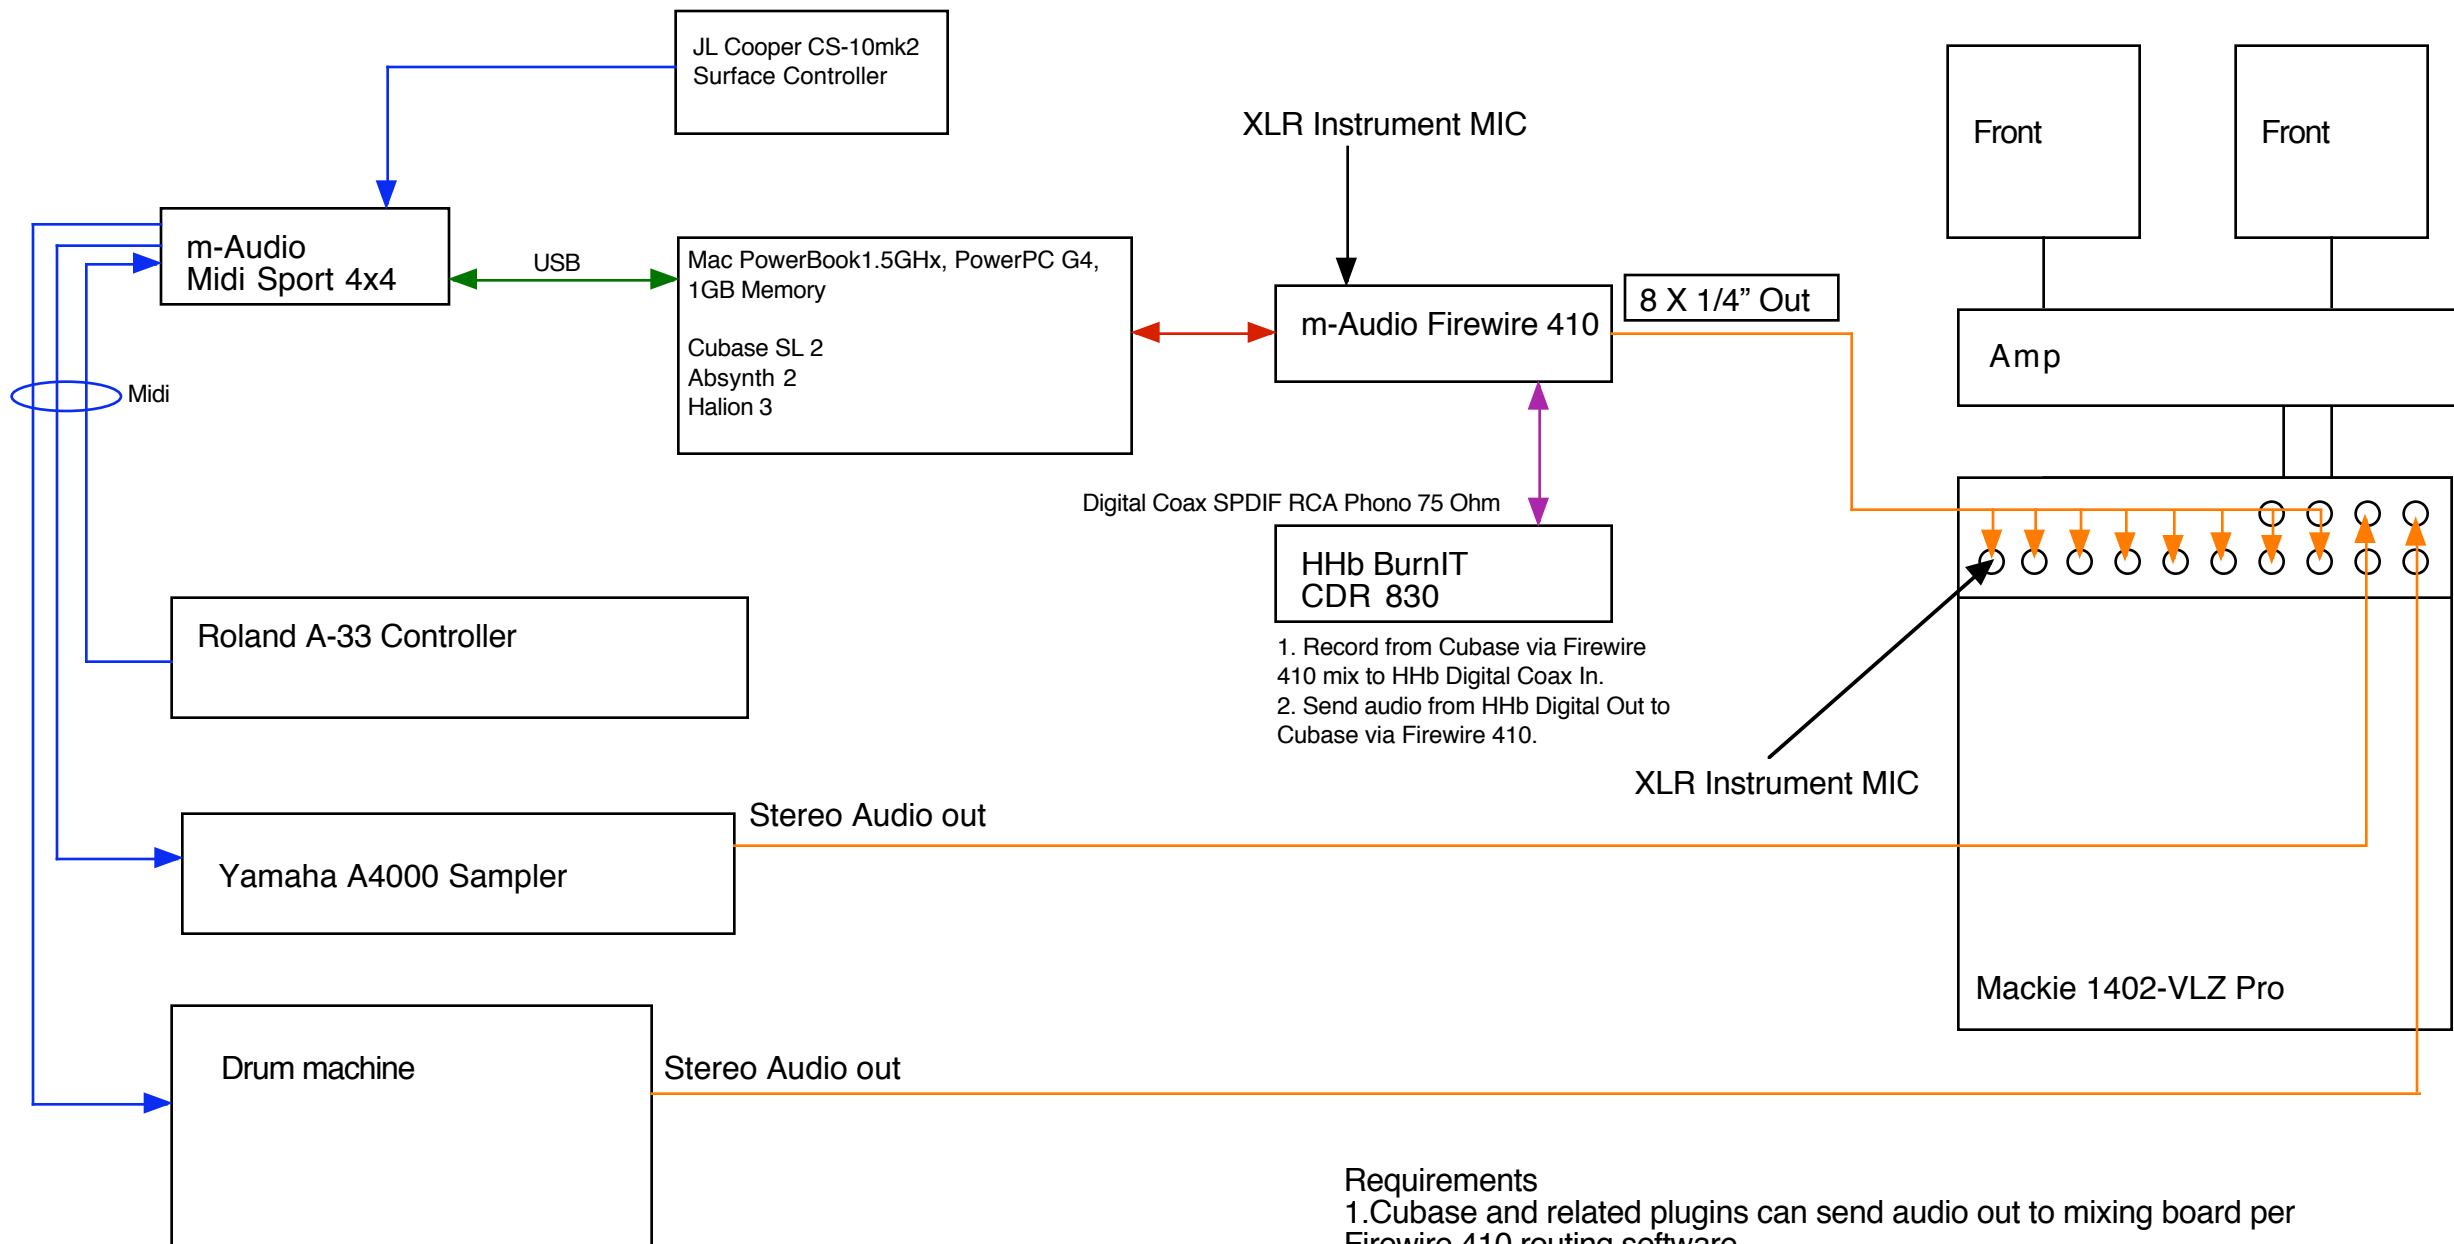 JL Cooper CS-10mk2
Surface Controller
XLR Instrument MIC
Front
Front
m-Audio
Midi Sport 4x4
USB
Mac PowerBook1.5GHx, PowerPC G4,
1GB Memory
Cubase SL 2
Absynth 2
Halion 3
m-Audio Firewire 410
8 X 1/4” Out
Amp
Midi
Digital Coax SPDIF RCA Phono 75 Ohm
HHb BurnIT
CDR 830
1. Record from Cubase via Firewire
410 mix to HHb Digital Coax In.
2. Send audio from HHb Digital Out to
Cubase via Firewire 410.
Roland A-33 Controller
XLR Instrument MIC
Stereo Audio out
Yamaha A4000 Sampler
Mackie 1402-VLZ Pro
Drum machine
Stereo Audio out
Requirements
1.Cubase and related plugins can send audio out to mixing board per
Firewire 410 routing software